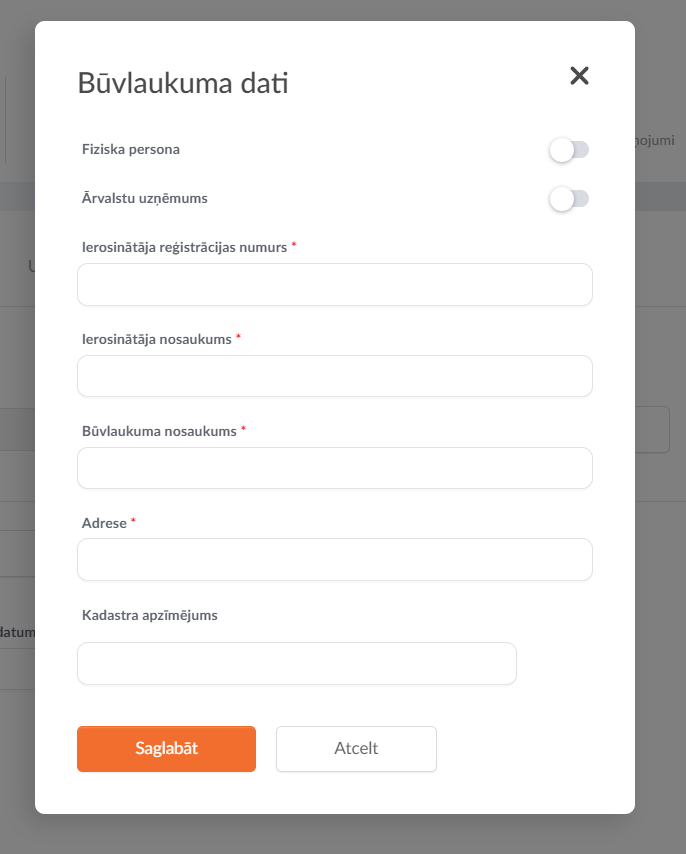 Būvlaukuma dati
Fiziska persona
Ārvalstu uzņēmums
Ierosinātāja reģistrācijas numurs *
Ierosinātāja nosaukums *
Būvlaukuma nosaukums *
Adrese *
Kadastra apzīmējums
Saglabāt
Atcelt